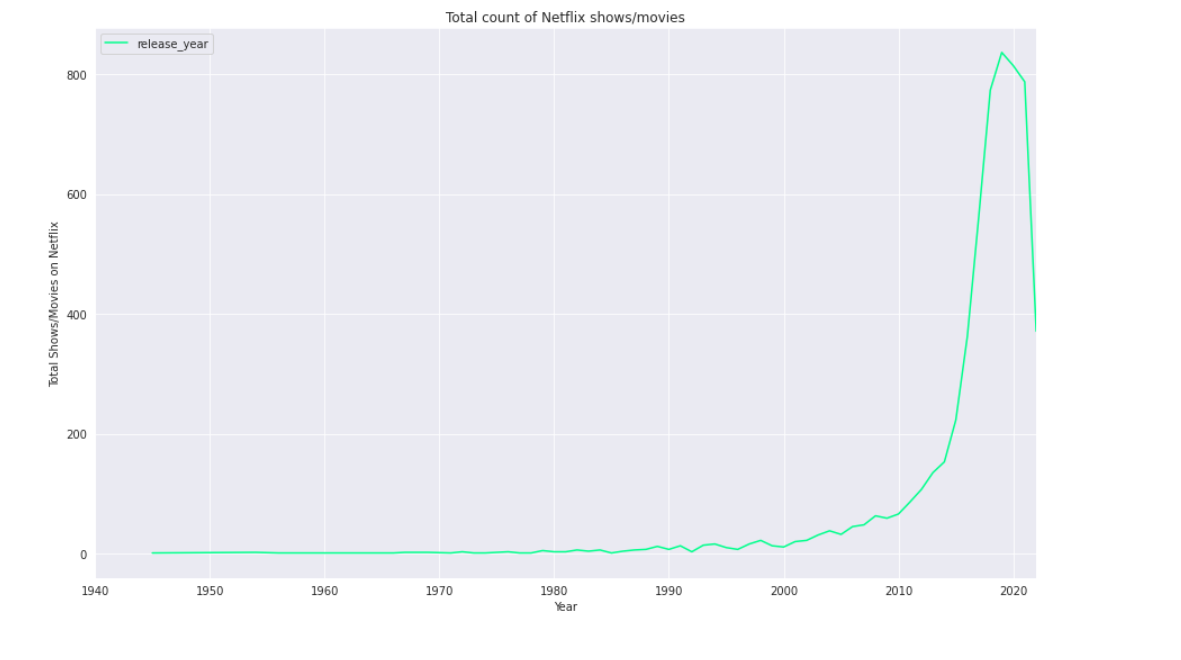 Total count of Netflix shows/movies
release_year
800
600
400
200
0
Total Shows/Movies on Netflix
1940 1950 1960 1970 1980 1990 2000 2010 2020
Year